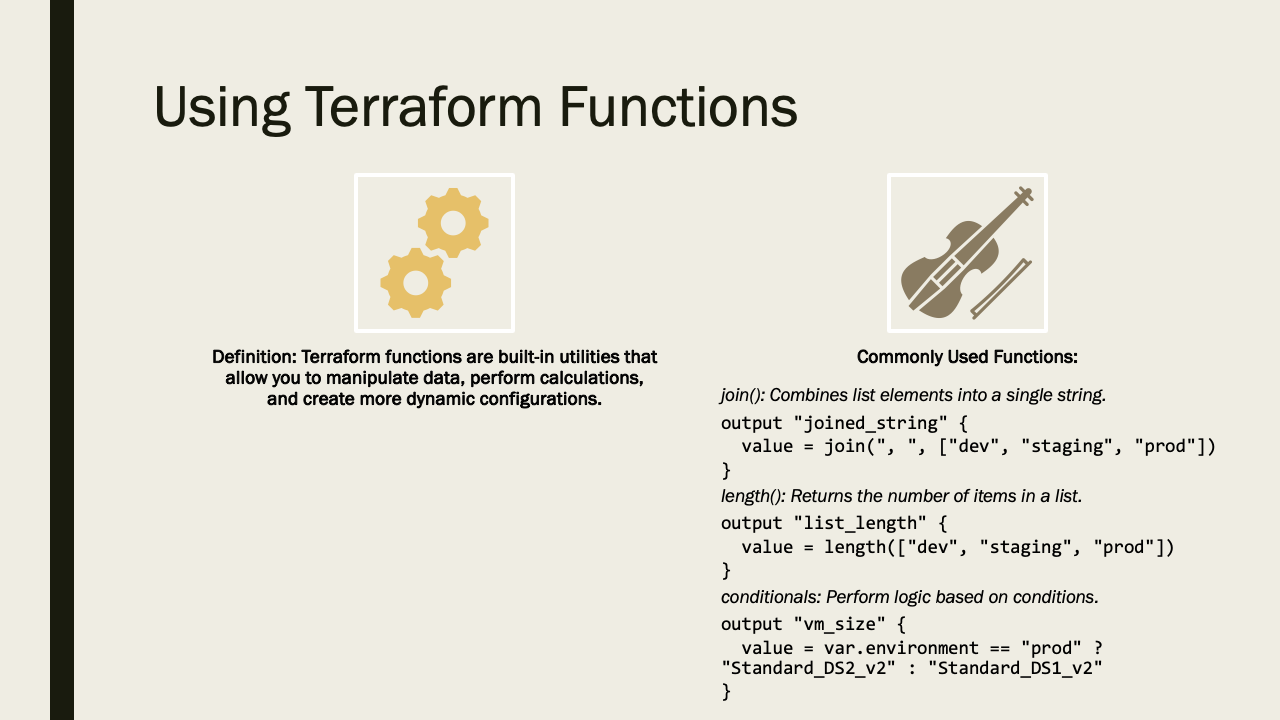 Using Terraform Functions
Definition: Terraform functions are built-in utilities that
allow you to manipulate data, perform calculations,
and create more dynamic configurations.
Commonly Used Functions:
join(): Combines list elements into a single string.
output "joined_string" {
  value = join(", ", ["dev", "staging", "prod"])
}
length(): Returns the number of items in a list.
output "list_length" {
  value = length(["dev", "staging", "prod"])
}
conditionals: Perform logic based on conditions.
output "vm_size" {
  value = var.environment == "prod" ?
"Standard_DS2_v2" : "Standard_DS1_v2"
}